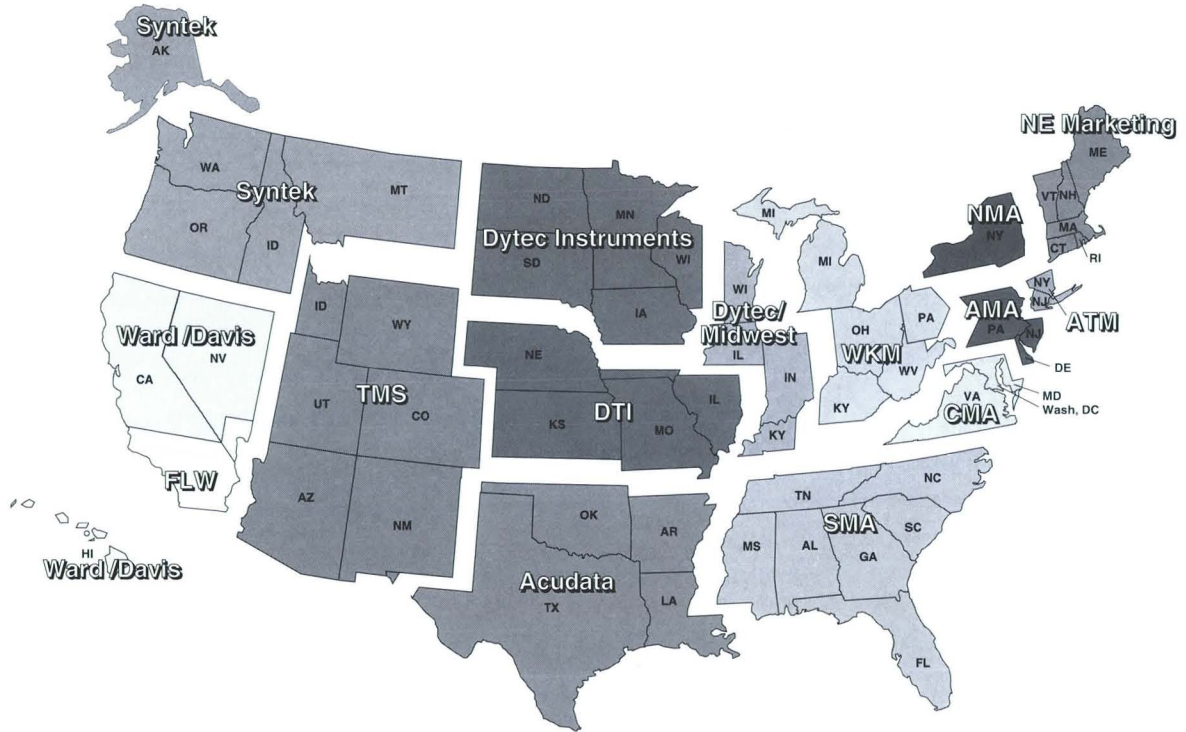 Syntek
AK
NE Marketing
ME
WA
Syntek
MT
OR
ID
ND
MN
Dytec Instruments
SD
WI
IA
MI
MI
NMA
NY
VT
NH
MA
CT
RI
NY
NJ
ATM
AMA
PA
NJ
DE
MD
Wash, DC
VA
CMA
WI
Dytec/
Midwest
IL
IN
KY
OH
PA
WKM
WV
KY
Ward /Davis
NV
CA
FLW
ID
WY
UT
TMS
CO
AZ
NM
NE
KS
DTI
MO
IL
HI
Ward /Davis
OK
AR
Acudata
TX
LA
TN
NC
SMA
SC
MS
AL
GA
FL